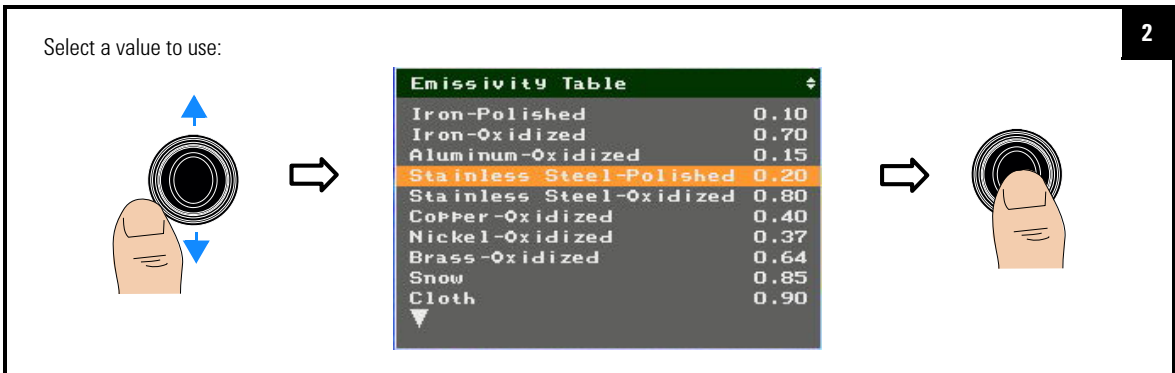 2
Select a value to use:
Emissivity Table
Iron-Polished 0.10
Iron-Oxidized 0.70
Aluminum-Oxidized 0.15
Stainless Steel-Polished 0.20
Stainless Steel-Oxidized 0.80
Copper-Oxidized 0.40
Nickel-Oxidized 0.37
Brass-Oxidized 0.64
Snow 0.85
Cloth 0.90